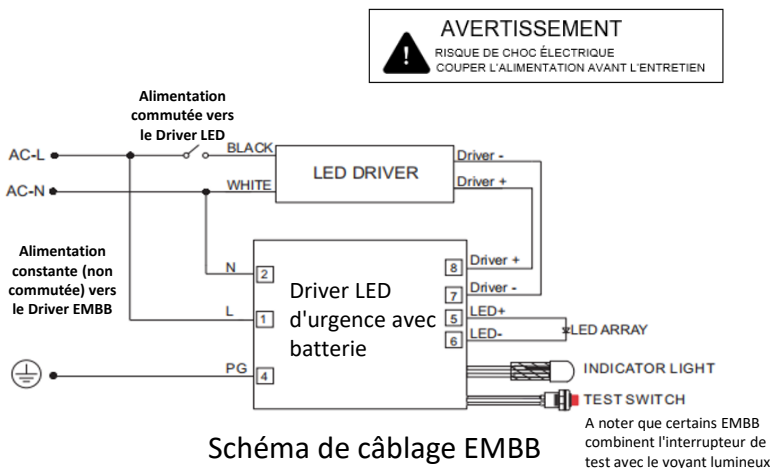 AVERTISSEMENT
RISQUE DE CHOC ÉLECTRIQUE
COUPER L'ALIMENTATION AVANT L'ENTRETIEN
Alimentation
commutée vers
le Driver LED
AC-L
BLACK
LED DRIVER
Driver -
AC-N
WHITE
Driver +
Alimentation
constante (non
commutée) vers
le Driver EMBB
N
2
L
1
PG
4
Driver LED
d'urgence avec
batterie
8
Driver +
7
Driver -
5
LED+
6
LED-
LED ARRAY
INDICATOR LIGHT
TEST SWITCH
A noter que certains EMBB
combinent l'interrupteur de
test avec le voyant lumineux
Schéma de câblage EMBB